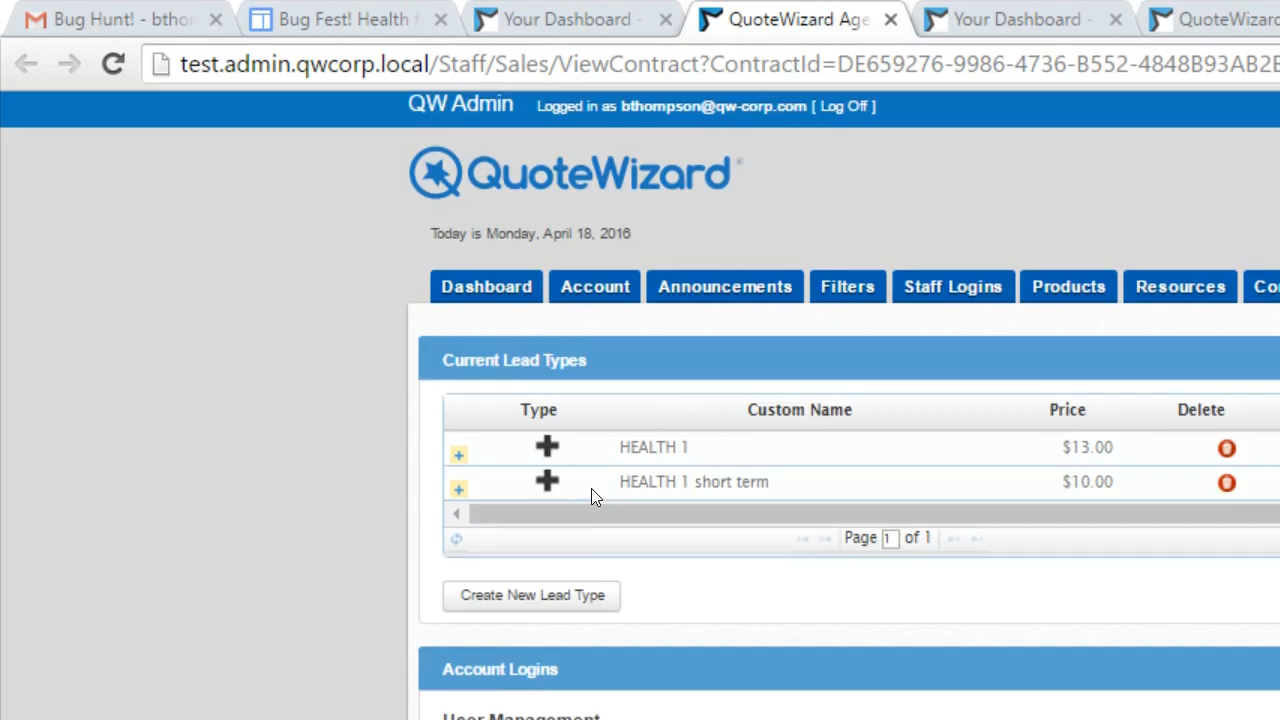 Bug Hunt! - bthor
Bug Fest! Health f
Your Dashboard -
QuoteWizard Age
Your Dashboard -
QuoteWizard
test.admin.qwcorp.local/Staff/Sales/ViewContract?ContractId=DE659276-9986-4736-B552-4848B93AB2B
QW Admin Logged in as bthompson@qw-corp.com [ Log Off ]
QuoteWizard
Today is Monday, April 18, 2016
Dashboard Account Announcements Filters Staff Logins Products Resources Co
Current Lead Types
Type Custom Name Price Delete
HEALTH 1 $13.00
HEALTH 1 short term $10.00
Page 1 of 1
Create New Lead Type
Account Logins
User Management